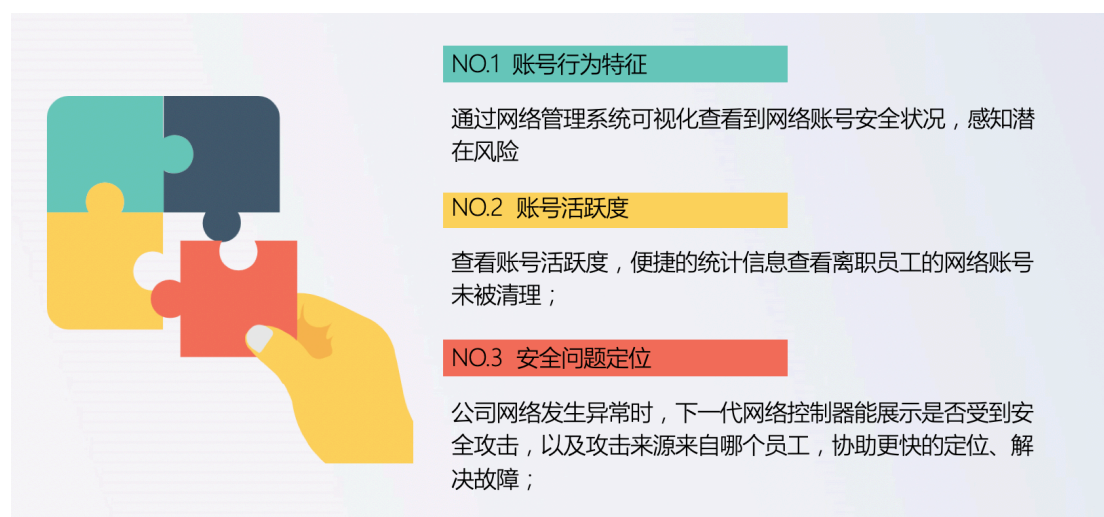 NO.1 账号行为特征
通过网络管理系统可视化查看到网络账号安全状况，感知潜
在风险
NO.2 账号活跃度
查看账号活跃度，便捷的统计信息查看离职员工的网络账号
未被清理；
NO.3 安全问题定位
公司网络发生异常时，下一代网络控制器能展示是否受到安
全攻击，以及攻击来源来自哪个员工，协助更快的定位、解
决故障；